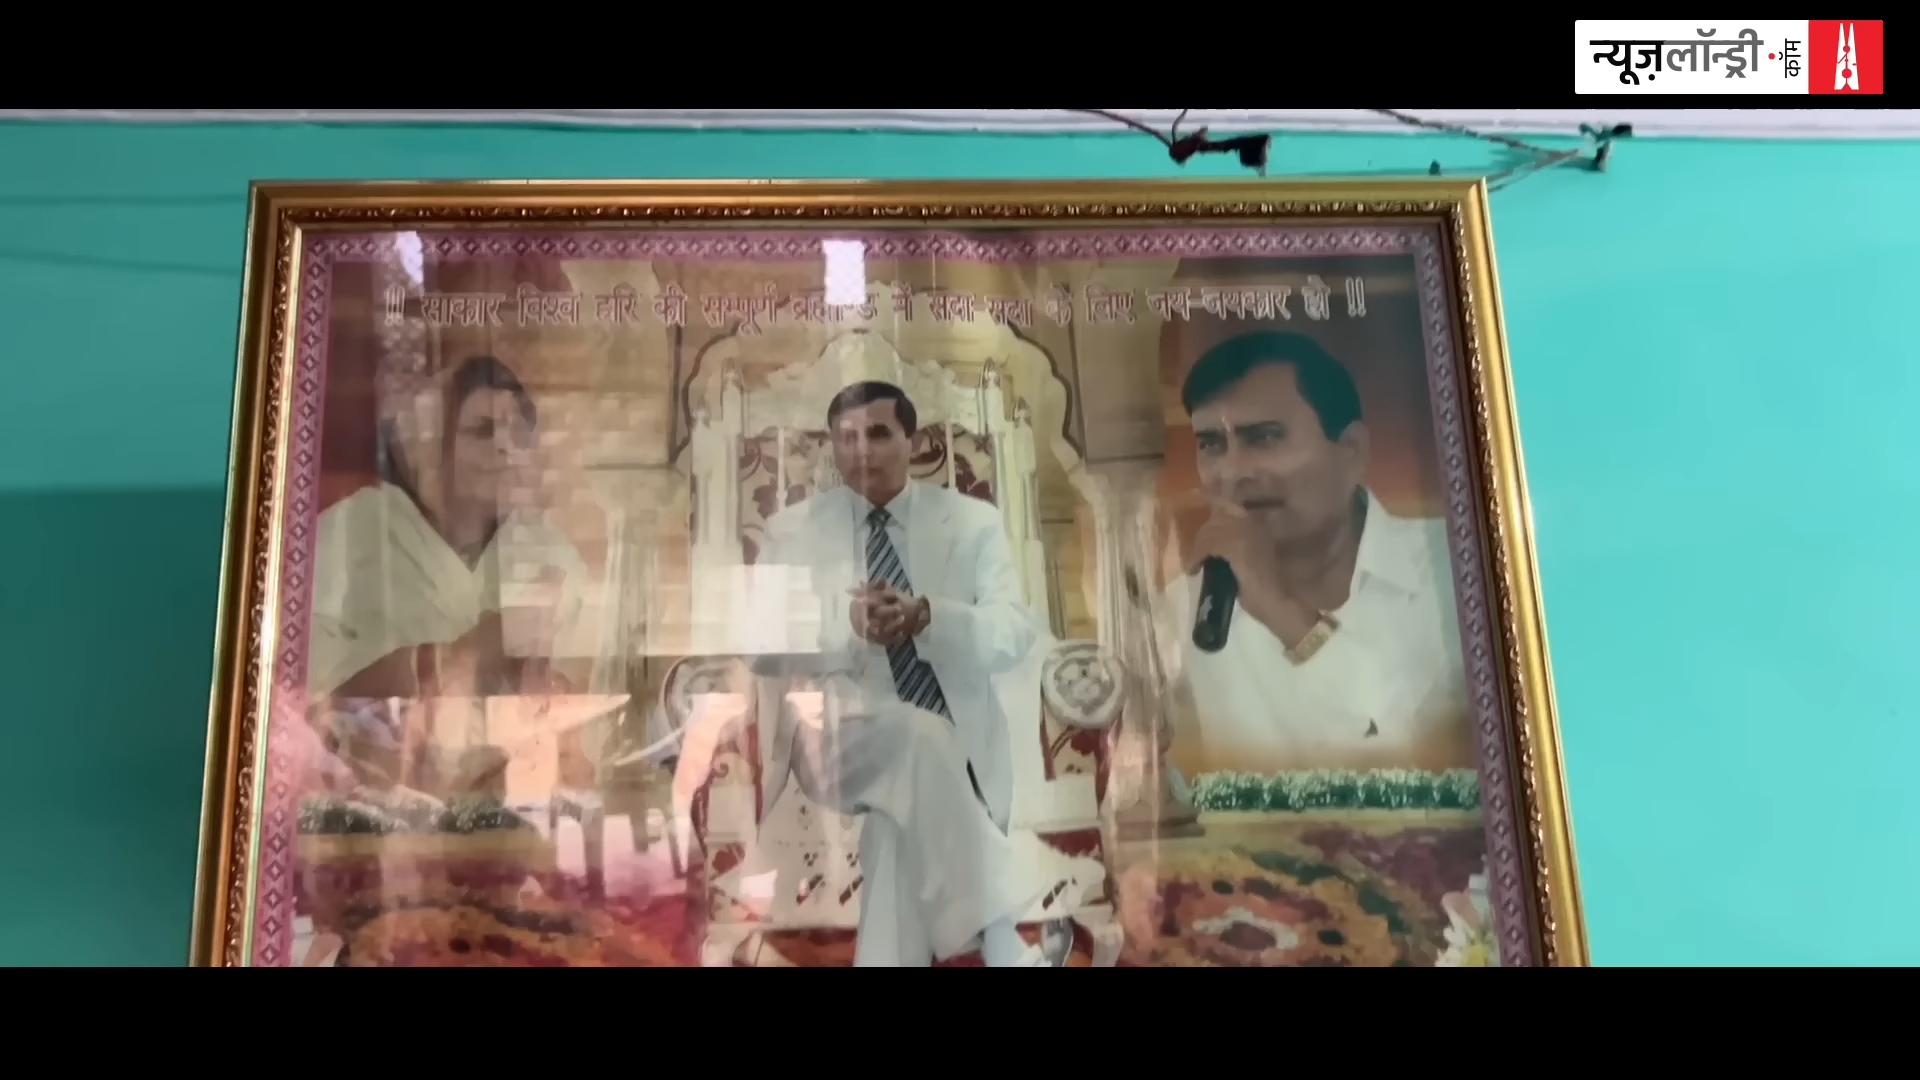 न्यूज़लॉन्ड्री.कॉम
!! साकार विश्व हरि की सम्पूर्ण ब्रह्माण्ड में सदा-सदा के लिए जय-जयकार हो !!